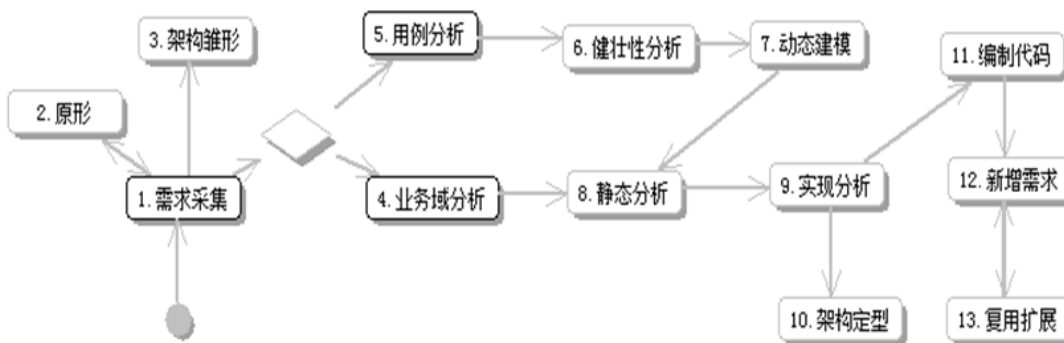 3.架构雏形
5.用例分析
6.健壮性分析
7.动态建模
11.编制代码
2.原形
1.需求采集
4.业务域分析
8.静态分析
9.实现分析
12.新增需求
10.架构定型
13.复用扩展